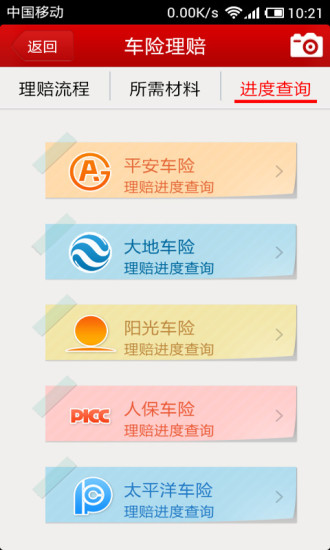 中国移动 0.00K/s 10:21
返回 车险理赔
理赔流程 所需材料 进度查询
平安车险
理赔进度查询
大地车险
理赔进度查询
阳光车险
理赔进度查询
PICC 人保车险
理赔进度查询
太平洋车险
理赔进度查询